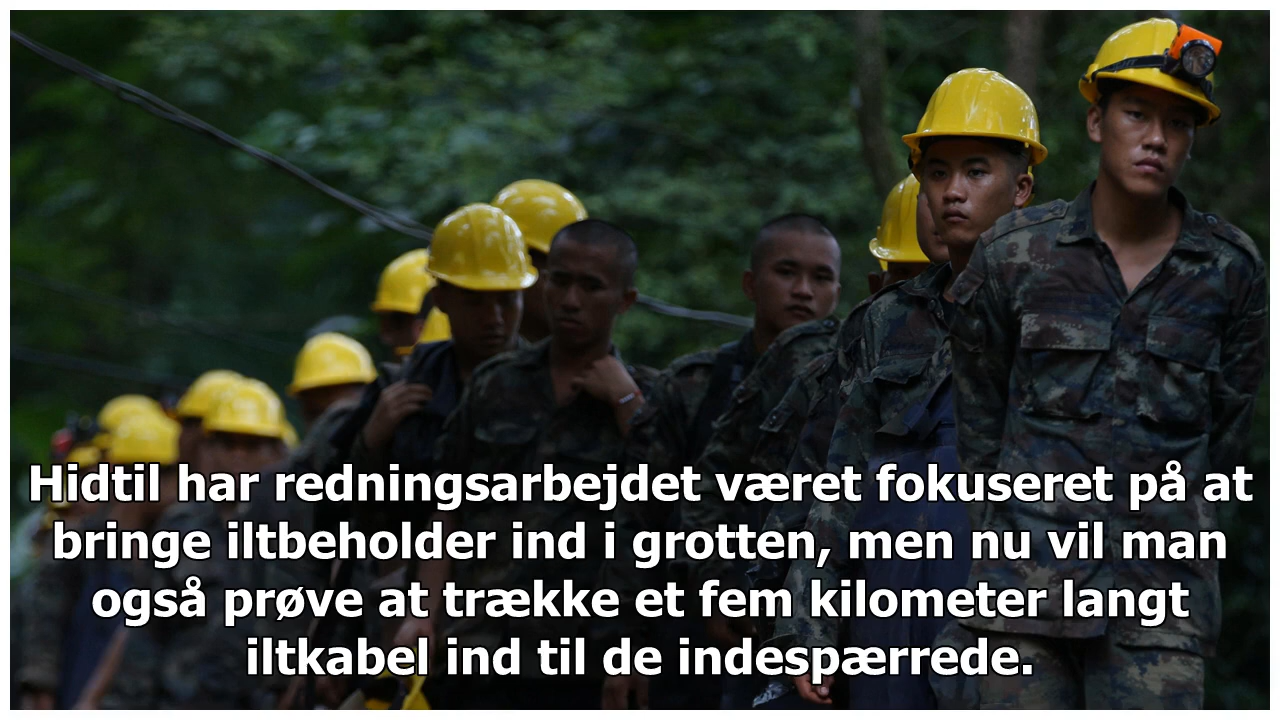 Hidtil har redningsarbejdet været fokuseret på at
bringe iltbeholder ind i grotten, men nu vil man
også prøve at trække et fem kilometer langt
iltkabel ind til de indespærrede.